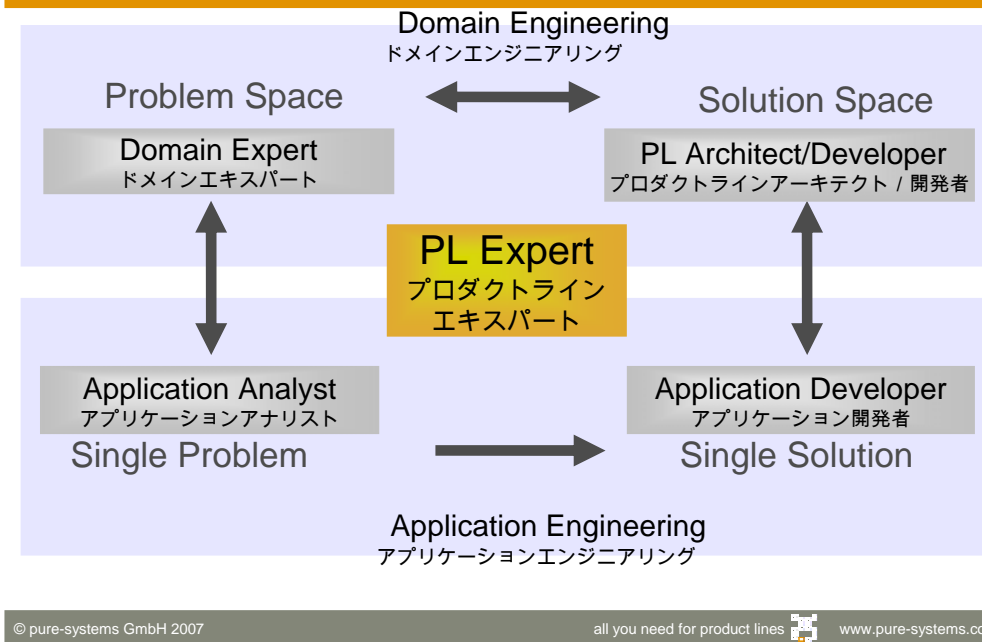 Domain Engineering
ドメインエンジニアリング
Problem Space
Solution Space
Domain Expert
ドメインエキスパート
PL Architect/Developer
プロダクトラインアーキテクト / 開発者
PL Expert
プロダクトライン
エキスパート
Application Analyst
アプリケーションアナリスト
Application Developer
アプリケーション開発者
Single Problem
Single Solution
Application Engineering
アプリケーションエンジニアリング
© pure-systems GmbH 2007
all you need for product lines
www.pure-systems.co